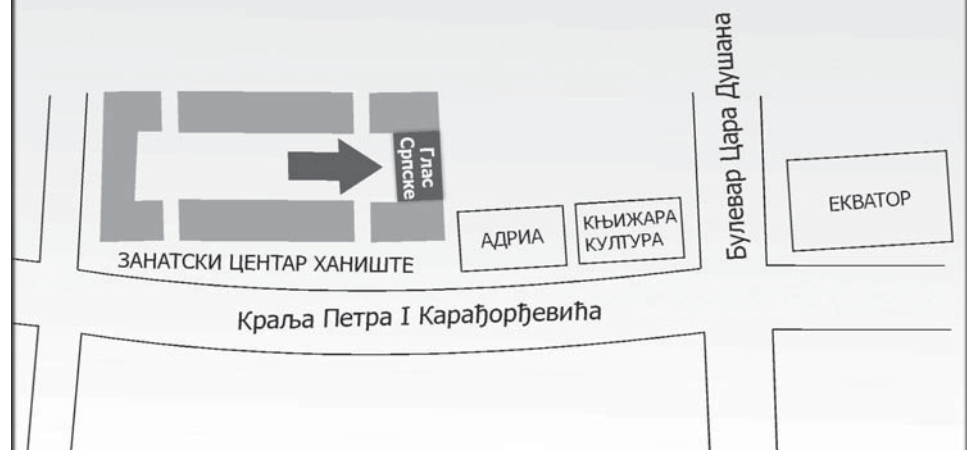 Глас
Српске
Булевар Цара Душана
ЕКВАТОР
АДРИА
КЊИЖАРА
КУЛТУРА
ЗАНАТСКИ ЦЕНТАР ХАНИШТЕ
Краља Петра I Карађорђевића